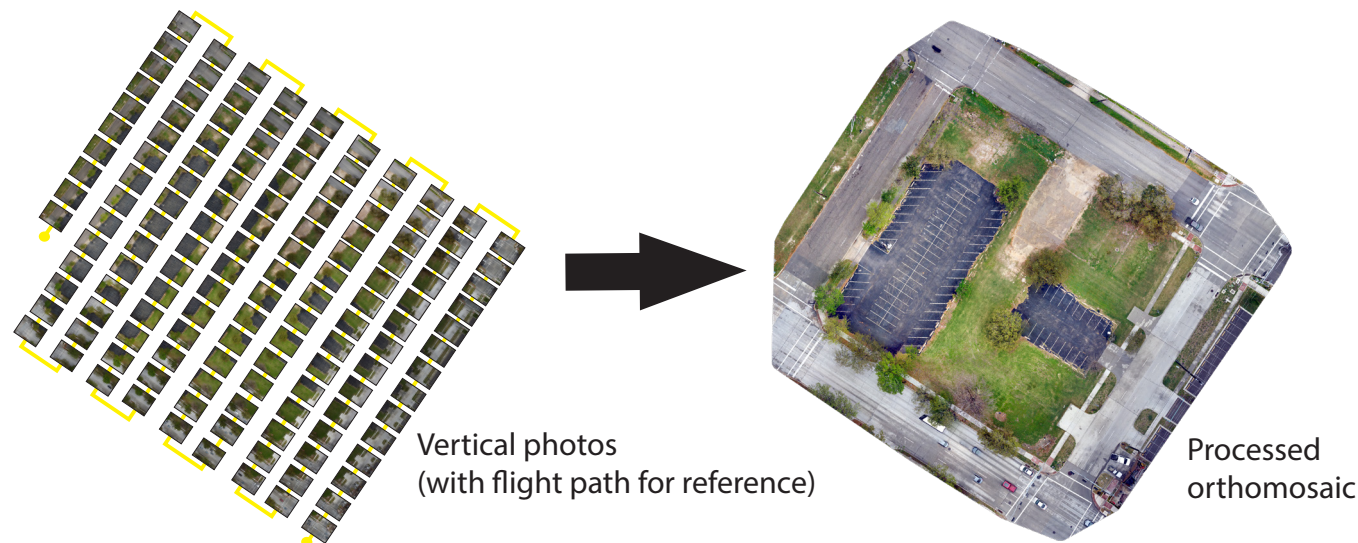 Vertical photos
(with flight path for reference)
Processed
orthomosaic